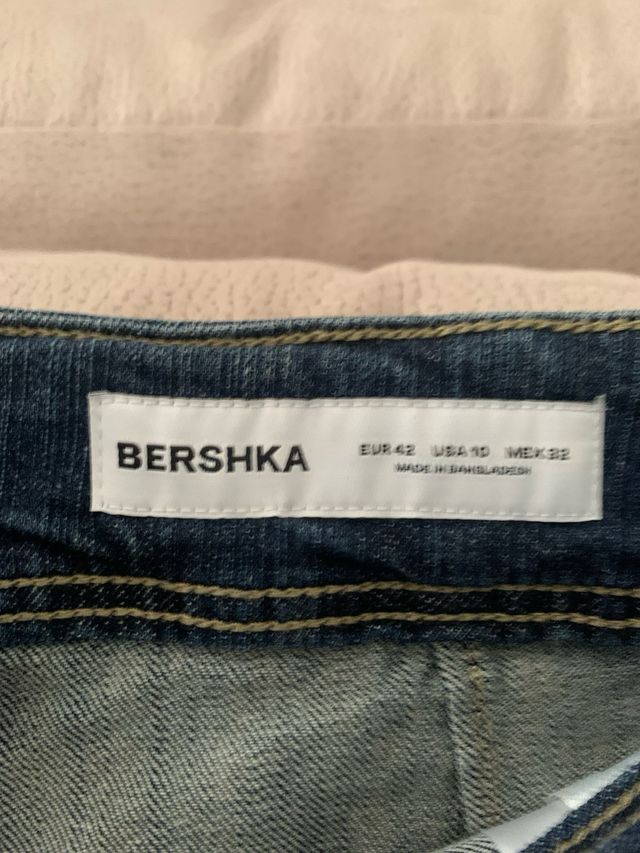 BERSHKA
EUR 42 USA 10 MEX 32
MADE IN BANGLADESH